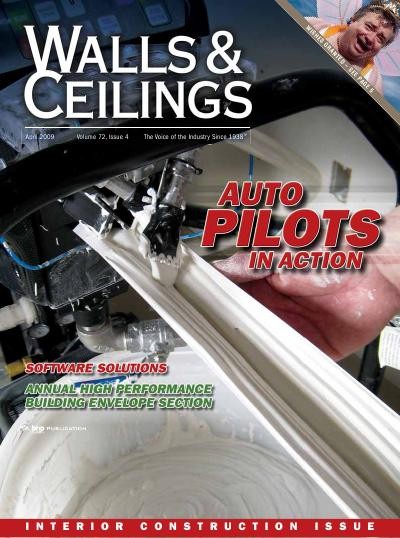 WALLS &
CEILINGS
April 2009 Volume 72, Issue 4 The Voice of the Industry Since 1938
AUTO
PILOTS
IN ACTION
SOFTWARE SOLUTIONS
ANNUAL HIGH PERFORMANCE
BUILDING ENVELOPE SECTION
bnp PUBLICATION
INTERIOR CONSTRUCTION ISSUE